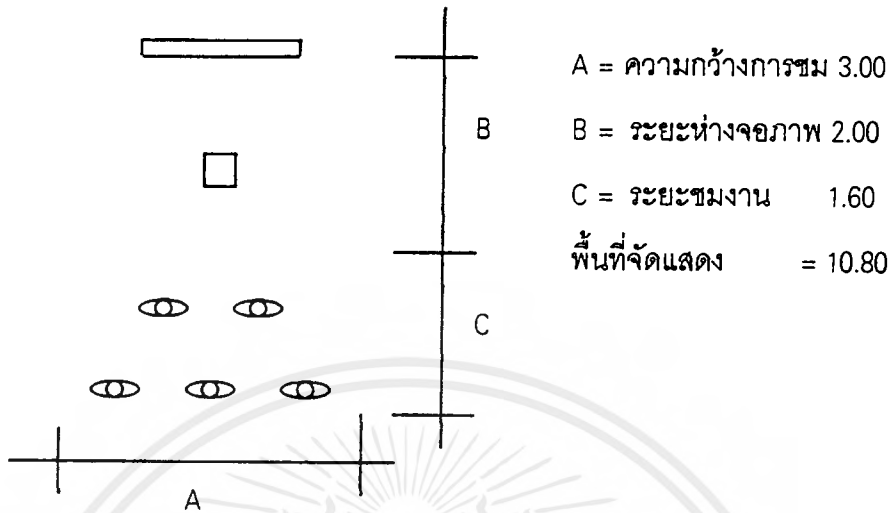 A = ความกว้างการชม 3.00
B
B = ระยะห่างจอภาพ 2.00
C = ระยะชมงาน 1.60
พื้นที่จัดแสดง = 10.80
C
A